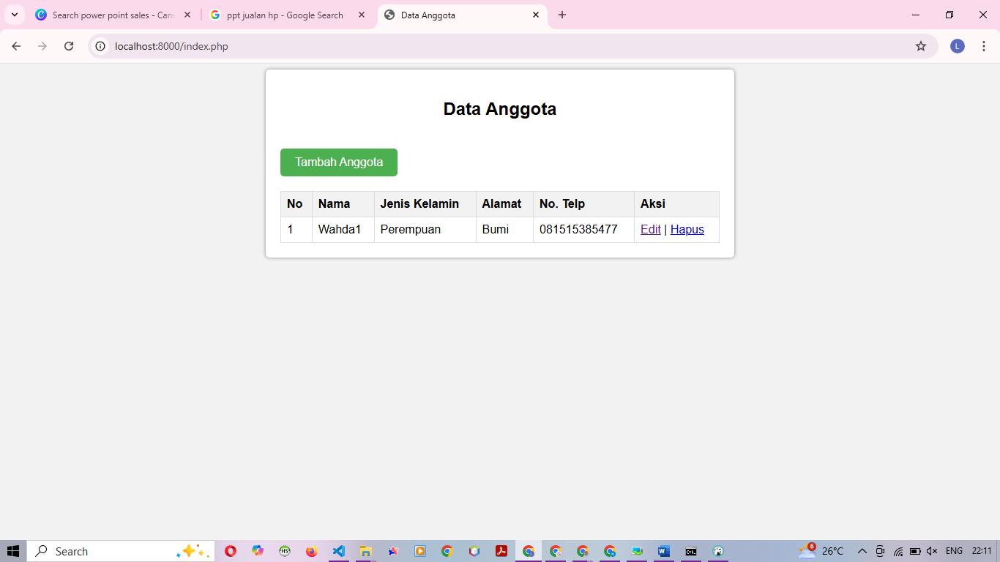 Search power point sales - Canv
ppt jualan hp - Google Search
Data Anggota
localhost:8000/index.php
L
Data Anggota
Tambah Anggota
No Nama Jenis Kelamin Alamat No. Telp Aksi
1 Wahda1 Perempuan Bumi 081515385477 Edit | Hapus
Search
6
26°C
ENG
22:11